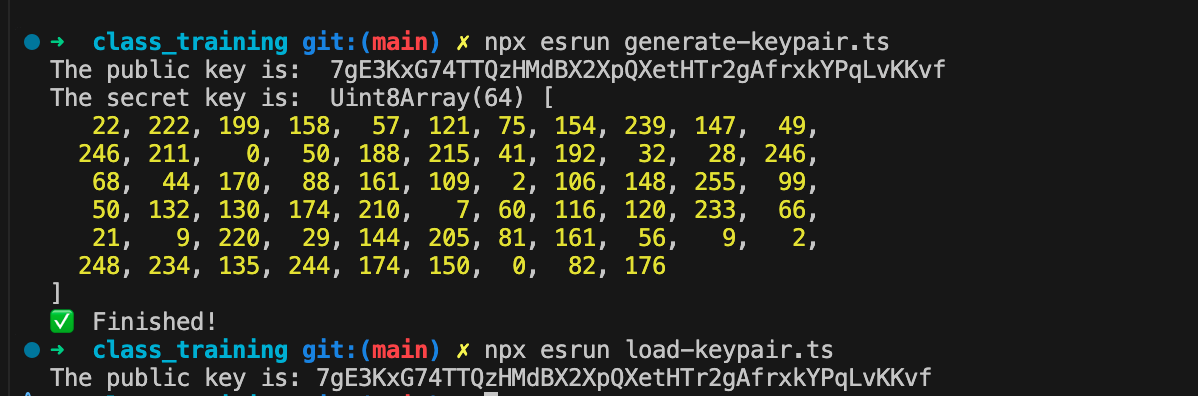 ➜ class_training git:(main) ✗ npx esrun generate-keypair.ts
The public key is: 7gE3KxG74TTQzHMdBX2XpQXetHTr2gAfrxkYPqLvKKvf
The secret key is: Uint8Array(64) [
22, 222, 199, 158, 57, 121, 75, 154, 239, 147, 49,
246, 211, 0, 50, 188, 215, 41, 192, 32, 28, 246,
68, 44, 170, 88, 161, 109, 2, 106, 148, 255, 99,
50, 132, 130, 174, 210, 7, 60, 116, 120, 233, 66,
21, 9, 220, 29, 144, 205, 81, 161, 56, 9, 2,
248, 234, 135, 244, 174, 150, 0, 82, 176
]
✅ Finished!
➜ class_training git:(main) ✗ npx esrun load-keypair.ts
The public key is: 7gE3KxG74TTQzHMdBX2XpQXetHTr2gAfrxkYPqLvKKvf